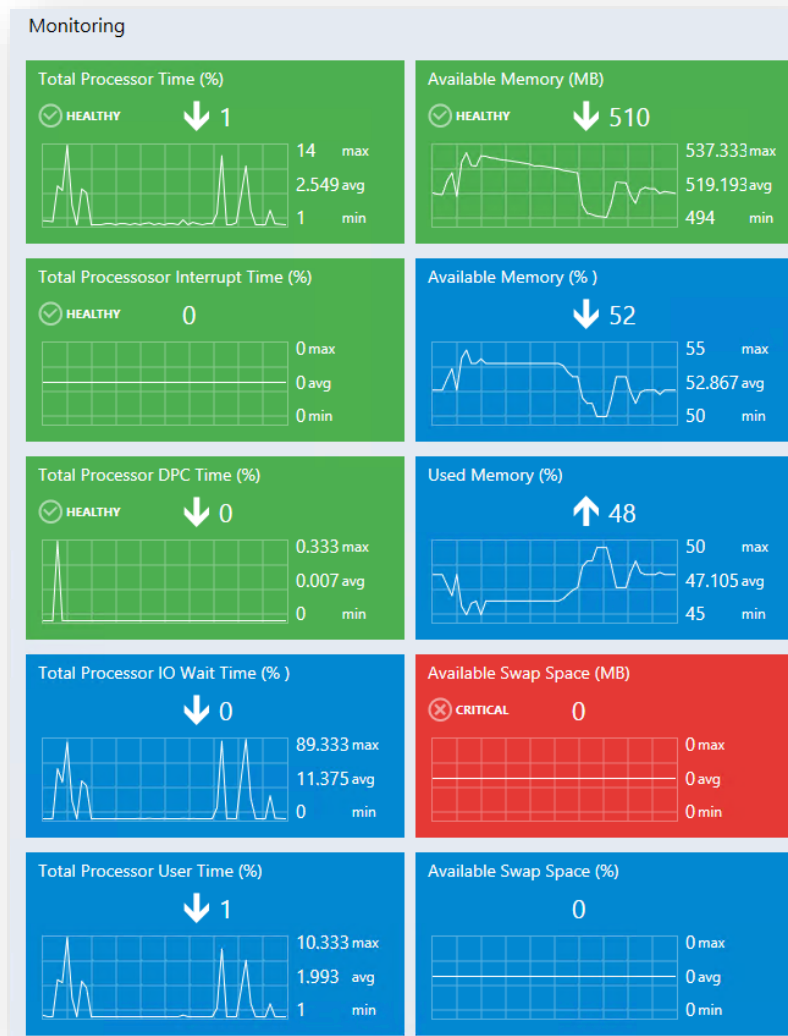 Monitoring
Total Processor Time (%)
HEALTHY 1
14 max
2.549 avg
1 min
Available Memory (MB)
HEALTHY 510
537.333 max
519.193 avg
494 min
Total Processosor Interrupt Time (%)
HEALTHY 0
0 max
0 avg
0 min
Available Memory (% )
52
55 max
52.867 avg
50 min
Total Processor DPC Time (%)
HEALTHY 0
0.333 max
0.007 avg
0 min
Used Memory (%)
48
50 max
47.105 avg
45 min
Total Processor IO Wait Time (% )
0
89.333 max
11.375 avg
0 min
Available Swap Space (MB)
CRITICAL 0
0 max
0 avg
0 min
Total Processor User Time (%)
1
10.333 max
1.993 avg
1 min
Available Swap Space (%)
0
0 max
0 avg
0 min